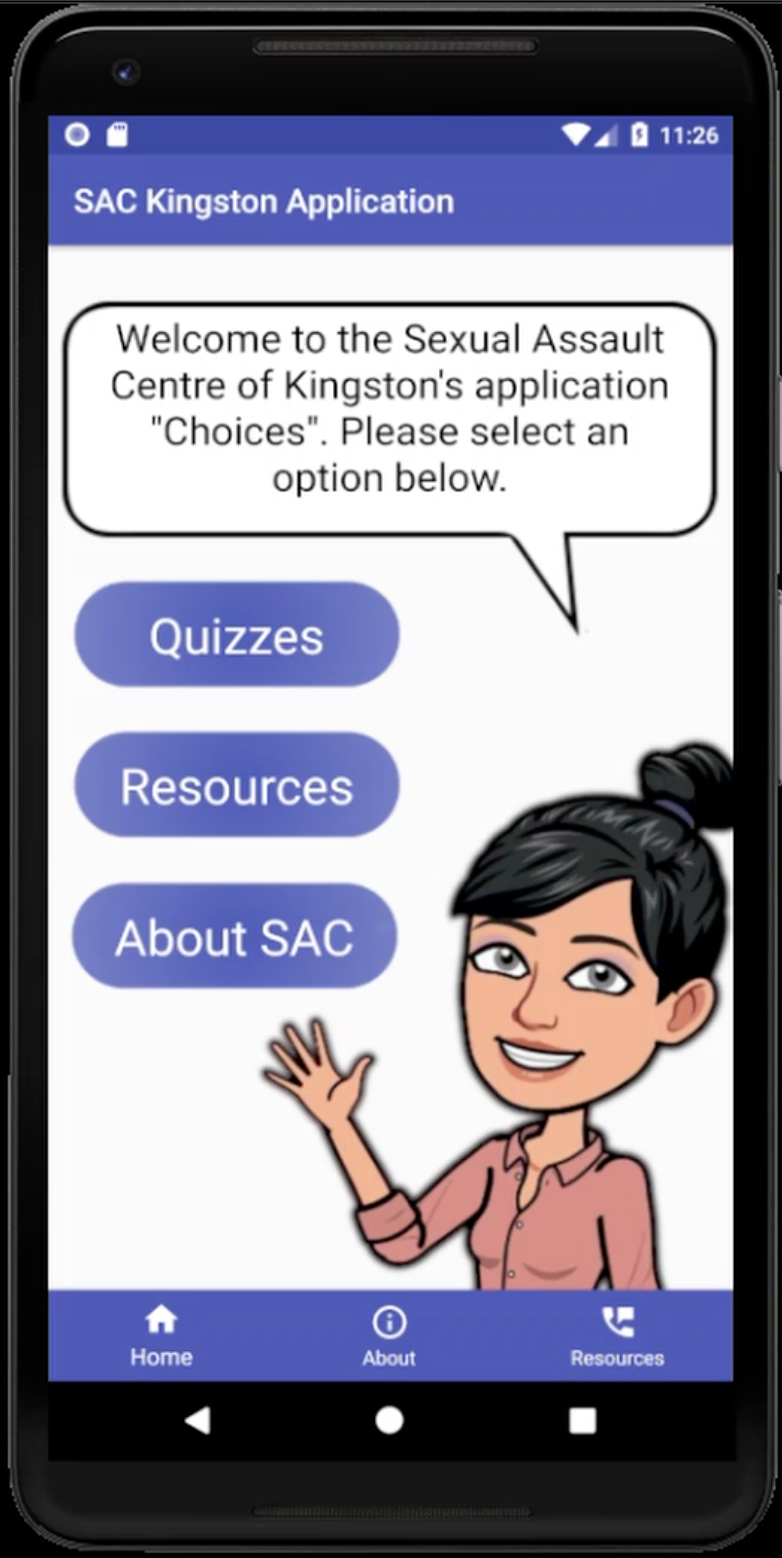 11:26
SAC Kingston Application
Welcome to the Sexual Assault
Centre of Kingston's application
"Choices". Please select an
option below.
Quizzes
Resources
About SAC
Home
About
Resources